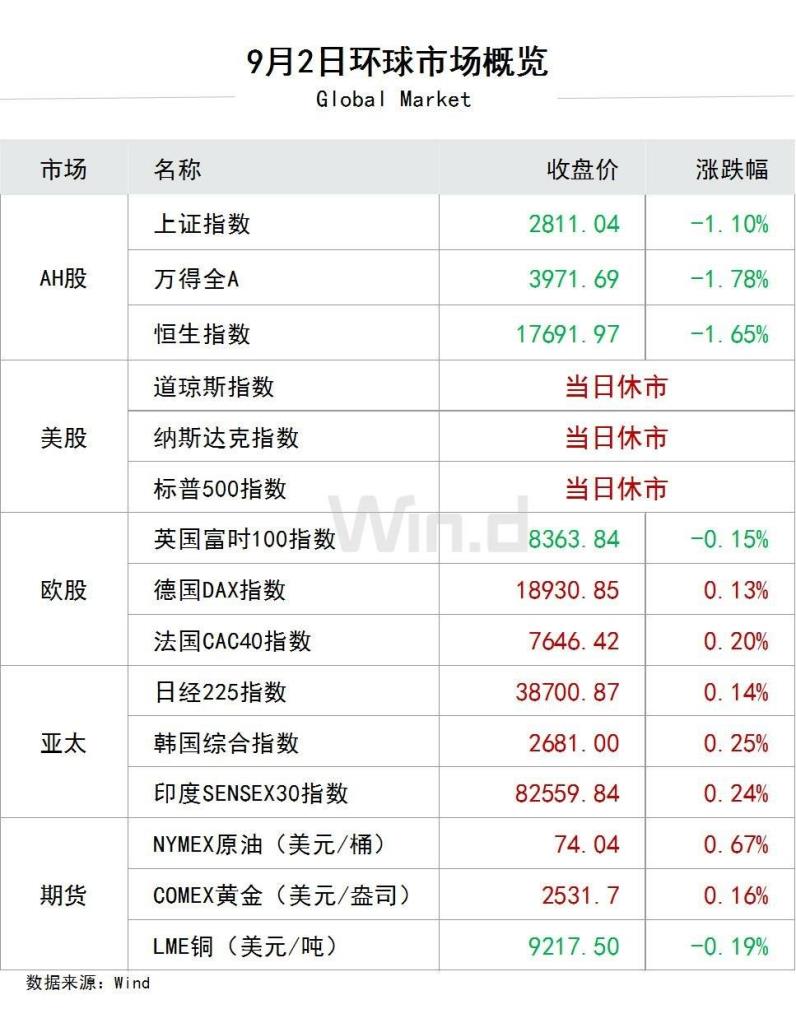 9月2日环球市场概览
Global Market
市场 名称 收盘价 涨跌幅
AH股 上证指数 2811.04 -1.10%
万得全A 3971.69 -1.78%
恒生指数 17691.97 -1.65%
美股 道琼斯指数 当日休市
纳斯达克指数 当日休市
标普500指数 当日休市
Win.d
欧股 英国富时100指数 8363.84 -0.15%
德国DAX指数 18930.85 0.13%
法国CAC40指数 7646.42 0.20%
亚太 日经225指数 38700.87 0.14%
韩国综合指数 2681.00 0.25%
印度SENSEX30指数 82559.84 0.24%
期货 NYMEX原油（美元/桶） 74.04 0.67%
COMEX黄金（美元/盎司） 2531.7 0.16%
LME铜（美元/吨） 9217.50 -0.19%
数据来源：Wind